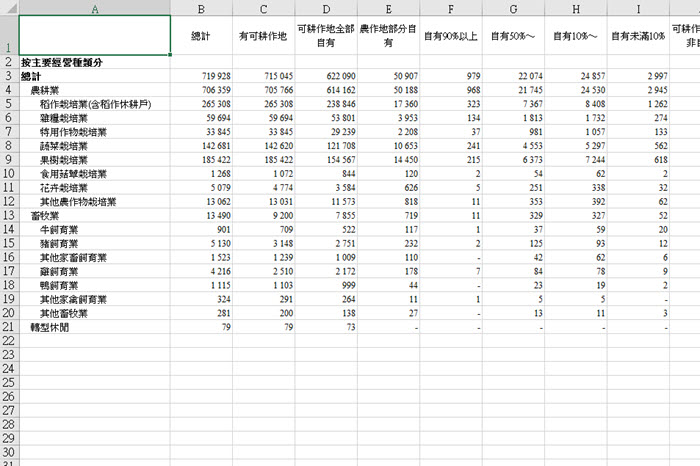 A B C D E F G H I
1 總計 有可耕作地 可耕作地全部自有 農作地部分自有 自有90%以上 自有50%～ 自有10%～ 自有未滿10%
2 按主要經營種類分
3 總計 719 928 715 045 622 090 50 907 979 22 074 24 857 2 997
4 農耕業 706 359 705 766 614 162 50 188 968 21 745 24 530 2 945
5 稻作栽培業(含稻作休耕戶) 265 308 265 308 238 846 17 360 323 7 367 8 408 1 262
6 雜糧栽培業 59 694 59 694 53 801 3 953 134 1 813 1 732 274
7 特用作物栽培業 33 845 33 845 29 239 2 208 37 981 1 057 133
8 蔬菜栽培業 142 681 142 620 121 708 10 653 241 4 553 5 297 562
9 果樹栽培業 185 422 185 422 154 567 14 450 215 6 373 7 244 618
10 食用菇蕈栽培業 1 268 1 072 844 120 2 54 62 2
11 花卉栽培業 5 079 4 774 3 584 626 5 251 338 32
12 其他農作物栽培業 13 062 13 031 11 573 818 11 353 392 62
13 畜牧業 13 490 9 200 7 855 719 11 329 327 52
14 牛飼育業 901 709 522 117 1 37 59 20
15 豬飼育業 5 130 3 148 2 751 232 2 125 93 12
16 其他家畜飼育業 1 523 1 239 1 009 110 - 42 62 6
17 雞飼育業 4 216 2 510 2 172 178 7 84 78 9
18 鴨飼育業 1 115 1 103 999 44 - 23 19 2
19 其他家禽飼育業 324 291 264 11 1 5 5 -
20 其他畜牧業 281 200 138 27 - 13 11 3
21 轉型休閒 79 79 73 - - - - -
22
23
24
25
26
27
28
29
30